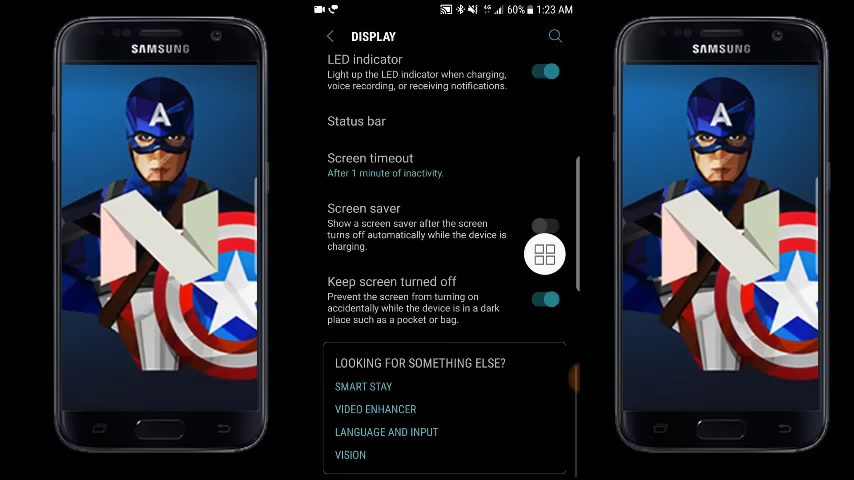 4G 60% 1:23 AM
DISPLAY
LED indicator
Light up the LED indicator when charging,
voice recording, or receiving notifications.
Status bar
Screen timeout
After 1 minute of inactivity.
Screen saver
Show a screen saver after the screen
turns off automatically while the device is
charging.
Keep screen turned off
Prevent the screen from turning on
accidentally while the device is in a dark
place such as a pocket or bag.
LOOKING FOR SOMETHING ELSE?
SMART STAY
VIDEO ENHANCER
LANGUAGE AND INPUT
VISION
SAMSUNG
A
SAMSUNG
A